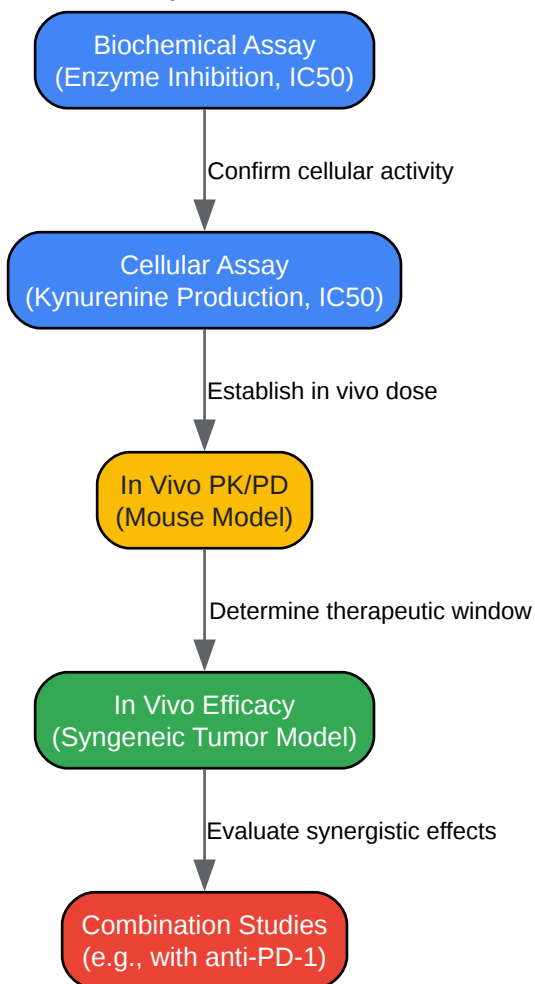 Biochemical Assay
(Enzyme Inhibition, IC50)
Confirm cellular activity
Cellular Assay
(Kynurenine Production, IC50)
Establish in vivo dose
In Vivo PK/PD
(Mouse Model)
Determine therapeutic window
In Vivo Efficacy
(Syngeneic Tumor Model)
Evaluate synergistic effects
Combination Studies
(e.g., with anti-PD-1)